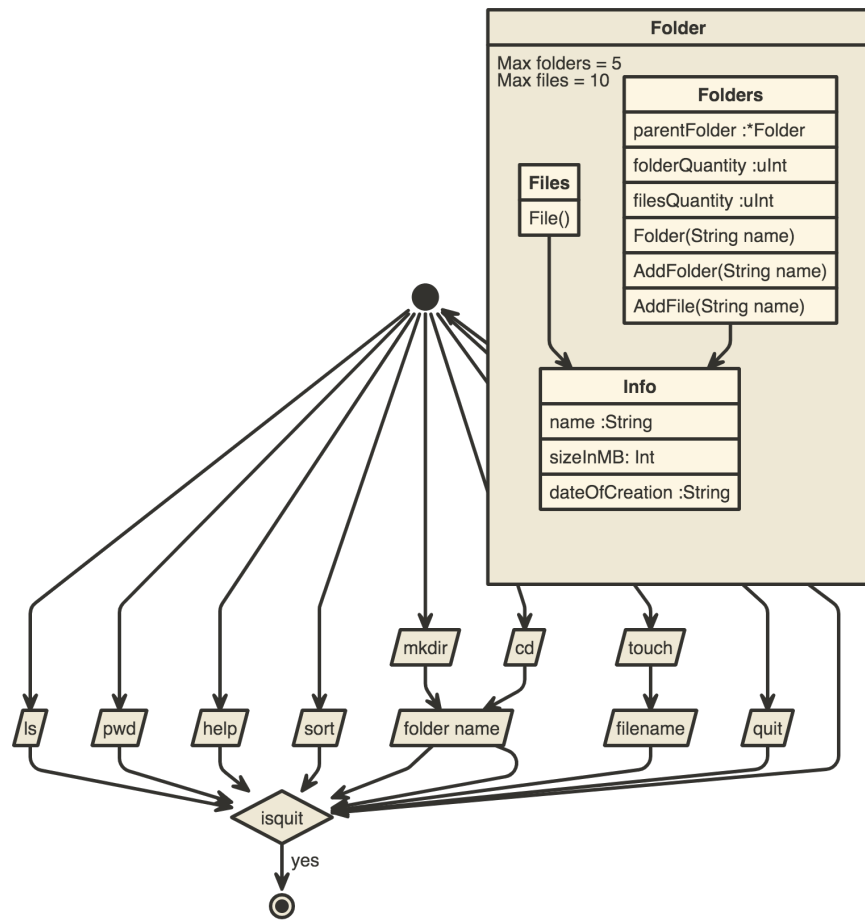 Folder
Max folders = 5
Max files = 10
Folders
parentFolder :*Folder
folderQuantity :uInt
filesQuantity :uInt
Folder(String name)
AddFolder(String name)
AddFile(String name)
Files
File()
Info
name :String
sizeInMB: Int
dateOfCreation :String
mkdir
cd
touch
ls
pwd
help
sort
folder name
filename
quit
isquit
yes